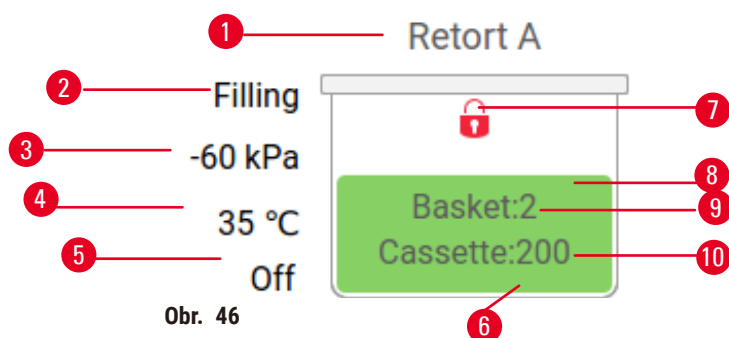 1 Retort A
2 Filling
7
3 -60 kPa
8
4 35 °C
Basket:2 9
5 Off
Cassette:200 10
Obr. 46
6